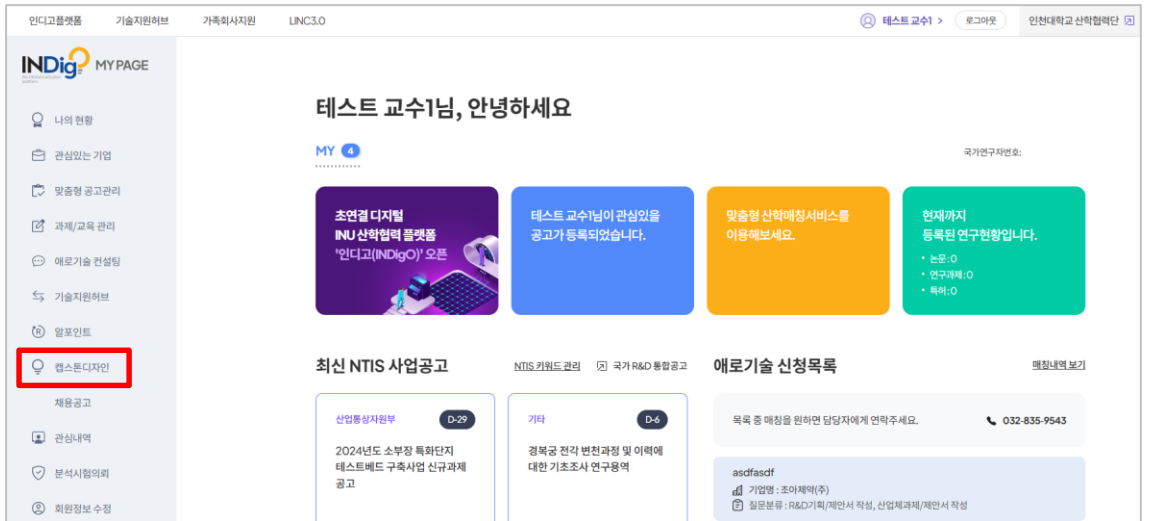 인디고플랫폼 기술지원허브 가족회사지원 LINC3.0
테스트 교수1 > 로그아웃 인천대학교 산학협력단
INDigO MY PAGE
나의 현황
관심있는 기업
맞춤형 공고관리
과제/교육 관리
애로기술 컨설팅
기술지원허브
알포인트
캡스톤디자인
채용공고
관심내역
분석시험의뢰
회원정보 수정
테스트 교수1님, 안녕하세요
MY 4
국가연구자번호:
초연결 디지털
INU 산학협력 플랫폼
'인디고(INDigO)' 오픈
테스트 교수1님이 관심있을
공고가 등록되었습니다.
맞춤형 산학매칭서비스를
이용해보세요.
현재까지
등록된 연구현황입니다.
• 논문:0
• 연구과제:0
• 특허:0
최신 NTIS 사업공고
NTIS 키워드 관리 국가 R&D 통합공고
산업통상자원부 D-29
2024년도 소부장 특화단지
테스트베드 구축사업 신규과제
공고
기타 D-6
경복궁 전각 변천과정 및 이력에
대한 기초조사 연구용역
애로기술 신청목록
매칭내역 보기
목록 중 매칭을 원하면 담당자에게 연락주세요. 032-835-9543
asdfasdf
기업명 : 조아제약(주)
질문분류 : R&D기획/제안서 작성, 산업체과제/제안서 작성